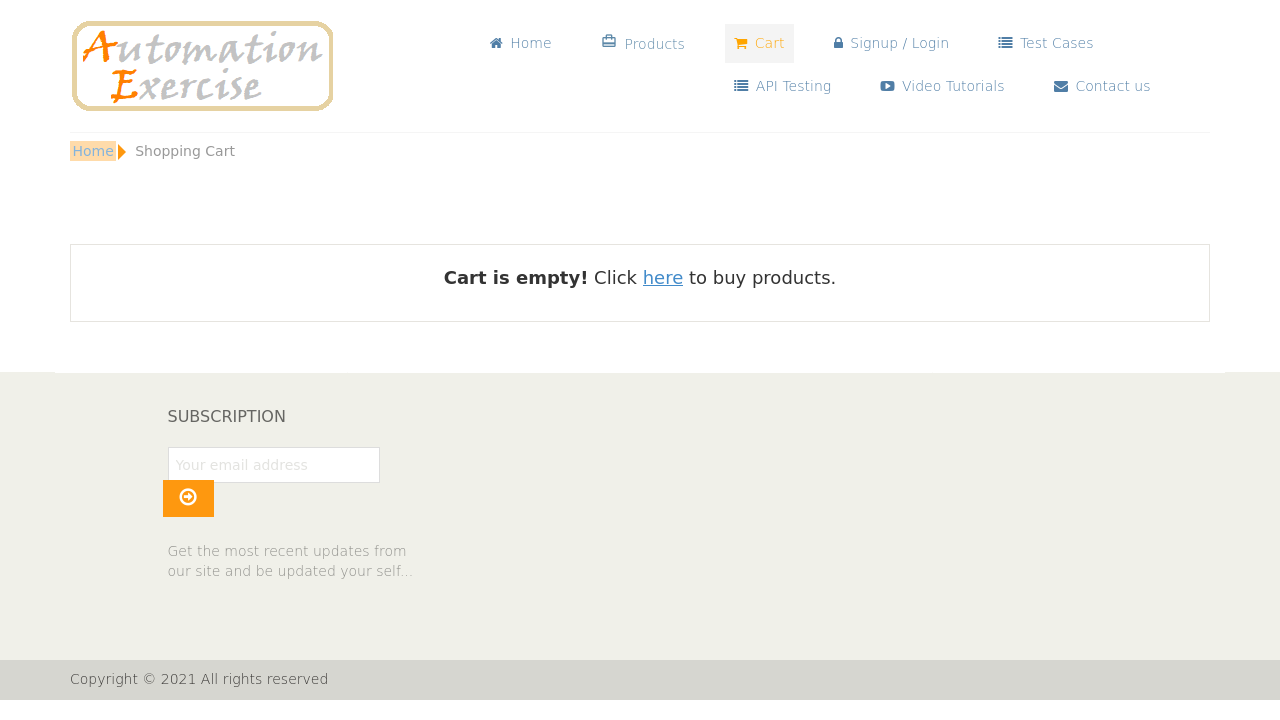 Automation
Exercise
Home
Products
Cart
Signup / Login
Test Cases
API Testing
Video Tutorials
Contact us
Home
Shopping Cart
Cart is empty! Click here to buy products.
SUBSCRIPTION
Your email address
Get the most recent updates from
our site and be updated your self...
Copyright © 2021 All rights reserved